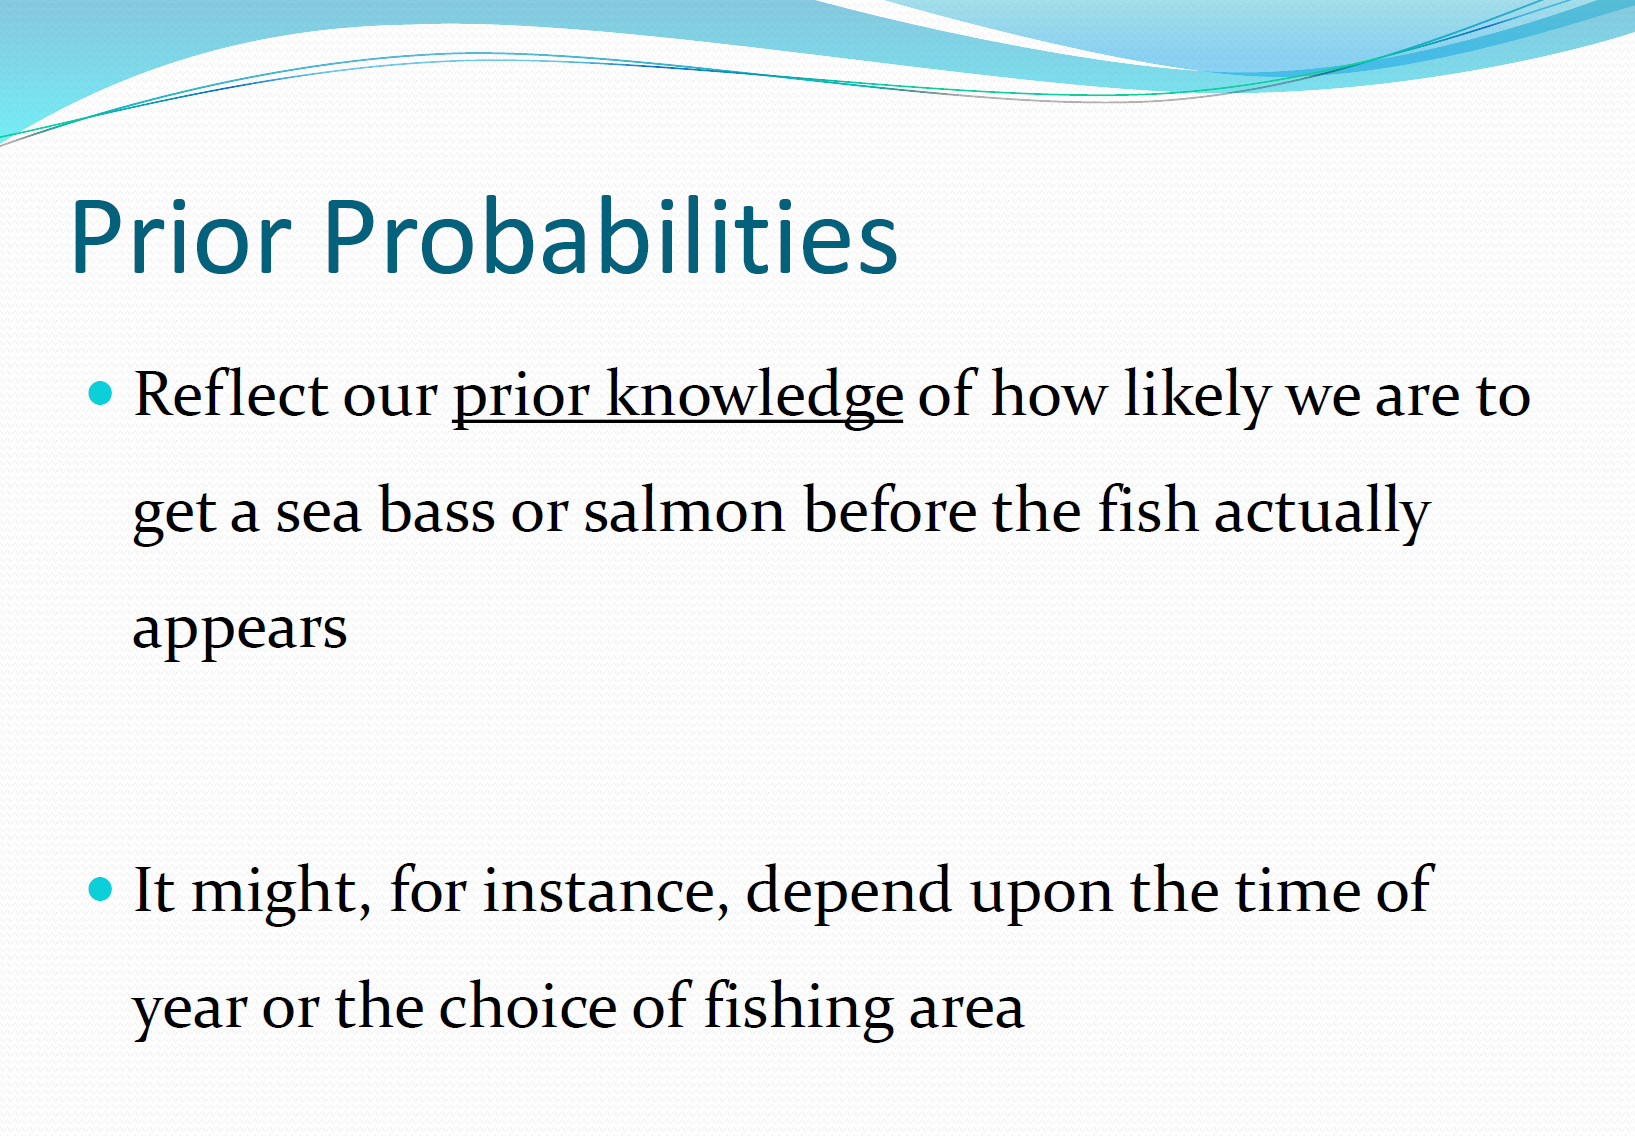 Prior Probabilities
• Reflect our prior knowledge of how likely we are to
get a sea bass or salmon before the fish actually
appears
• It might, for instance, depend upon the time of
year or the choice of fishing area